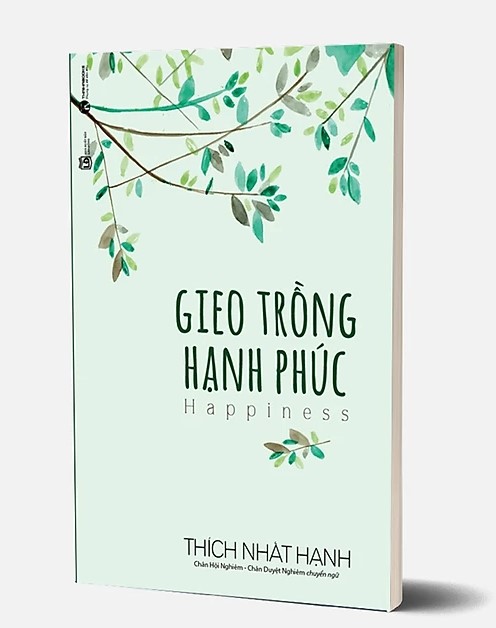 GIEO TRỒNG
HẠNH PHÚC
Happiness
THÍCH NHẤT HẠNH
Chân Hội Nghiêm - Chân Duyệt Nghiêm chuyển ngữ